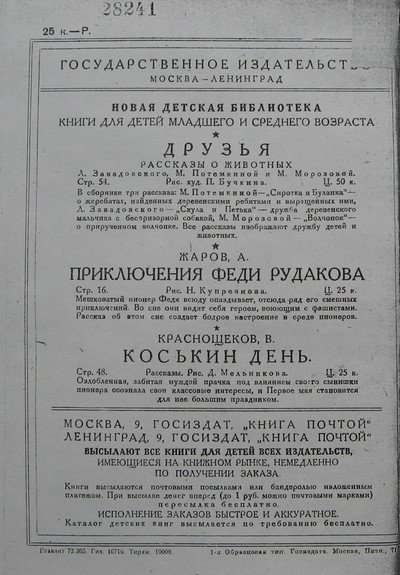 28241
25 к.—Р.
ГОСУДАРСТВЕННОЕ ИЗДАТЕЛЬСТВО
МОСКВА—ЛЕНИНГРАД
НОВАЯ ДЕТСКАЯ БИБЛИОТЕКА
КНИГИ ДЛЯ ДЕТЕЙ МЛАДШЕГО И СРЕДНЕГО ВОЗРАСТА
ДРУЗЬЯ
РАССКАЗЫ О ЖИВОТНЫХ
Л. Завадовского, М. Потемкиной и М. Морозовой.
Стр. 54. Рис. худ. П. Бучкина. Ц. 50 к.
В сборнике три рассказа: М. Потемкиной—„Сиротка и Буланка“—
о жеребятах, найденных деревенскими ребятами и выращенных ими,
Л. Завадовского—„Скула и Петька“—дружба деревенского
мальчика с беспризорной собакой, М. Морозовой—„Волчонок“—
о прирученном волчонке. Все рассказы изображают дружбу детей и
животных.
ЖАРОВ, А.
ПРИКЛЮЧЕНИЯ ФЕДИ РУДАКОВА
Стр. 16. Рис. Н. Купреянова. Ц. 25 к.
Мешковатый пионер Федя всюду опаздывает, отсюда ряд его смешных
приключений. Во сне они видит себя героем, воюющим с фашистами.
Рассказ об этом сне создает бодрое настроение в среде пионеров.
КРАСНОЩЕКОВ, В.
КОСЬКИН ДЕНЬ.
Стр. 48. Рассказы. Рис. Д. Мельникова. Ц. 25 к.
Озлобленная, забитая нуждой прачка под влиянием своего сынишки
пионера осознала свои классовые интересы, и Первое мая становится
для нее большим праздником.
МОСКВА, 9, ГОСИЗДАТ, „КНИГА ПОЧТОЙ“
ЛЕНИНГРАД, 9, ГОСИЗДАТ, „КНИГА ПОЧТОЙ“
ВЫСЫЛАЮТ ВСЕ КНИГИ ДЛЯ ДЕТЕЙ ВСЕХ ИЗДАТЕЛЬСТВ,
ИМЕЮЩИЕСЯ НА КНИЖНОМ РЫНКЕ, НЕМЕДЛЕННО
ПО ПОЛУЧЕНИИ ЗАКАЗА.
Книги высылаются почтовыми посылками или бандеролью наложенным
платежом. При высылке денег вперед (до 1 руб. можно почтовыми марками)
пересылка бесплатно.
ИСПОЛНЕНИЕ ЗАКАЗОВ БЫСТРОЕ И АККУРАТНОЕ.
Каталог детских книг высылается по требованию бесплатно.
Главлит 72.365. Гиз. 16716. Тираж 10000. 1-я Образцовая тип. Госиздата. Москва, Пятн., 71